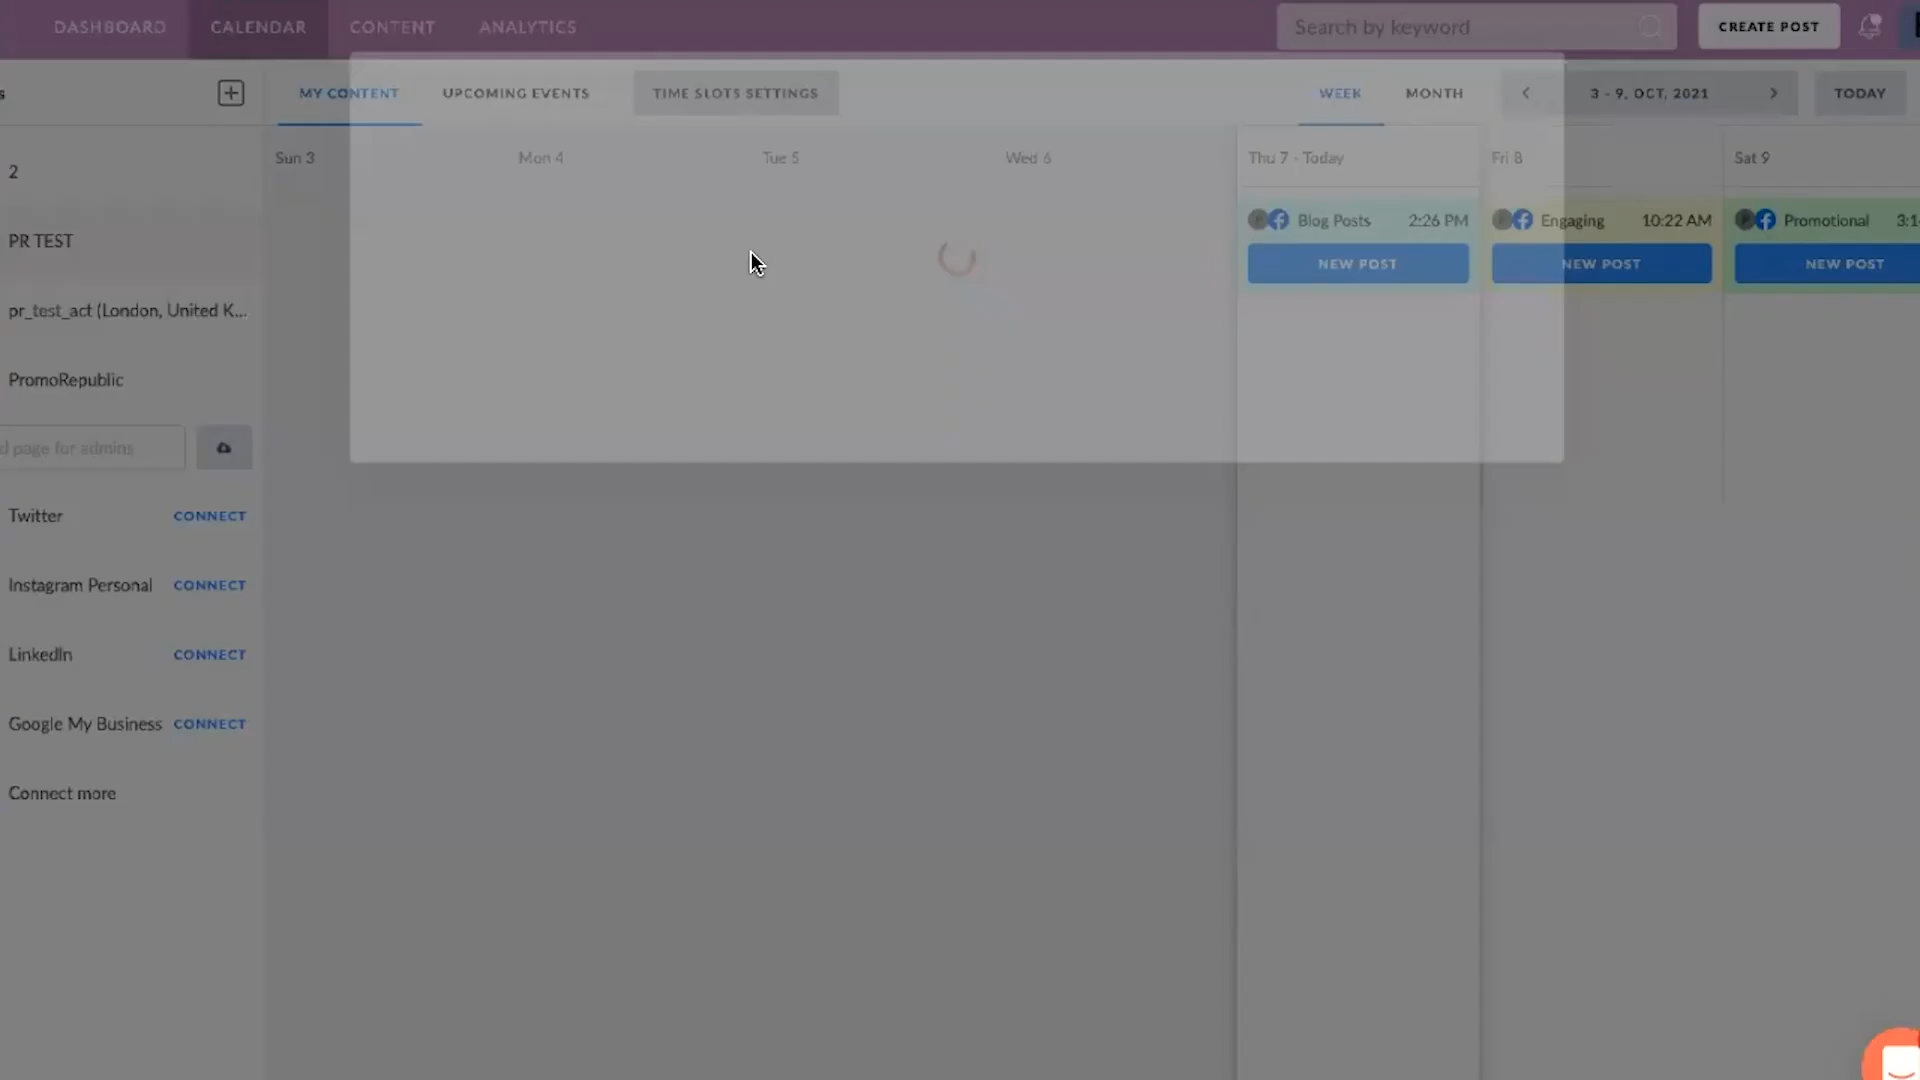 DASHBOARD CALENDAR CONTENT ANALYTICS Search by keyword CREATE POST
s MY CONTENT UPCOMING EVENTS TIME SLOTS SETTINGS WEEK MONTH 3 - 9, OCT, 2021 TODAY
Sun 3 Mon 4 Tue 5 Wed 6 Thu 7 - Today Fri 8 Sat 9
2
Blog Posts 2:26 PM Engaging 10:22 AM Promotional 3:1
PR TEST
NEW POST NEW POST NEW POST
pr_test_act (London, United K...
PromoRepublic
d page for admins
Twitter CONNECT
Instagram Personal CONNECT
LinkedIn CONNECT
Google My Business CONNECT
Connect more